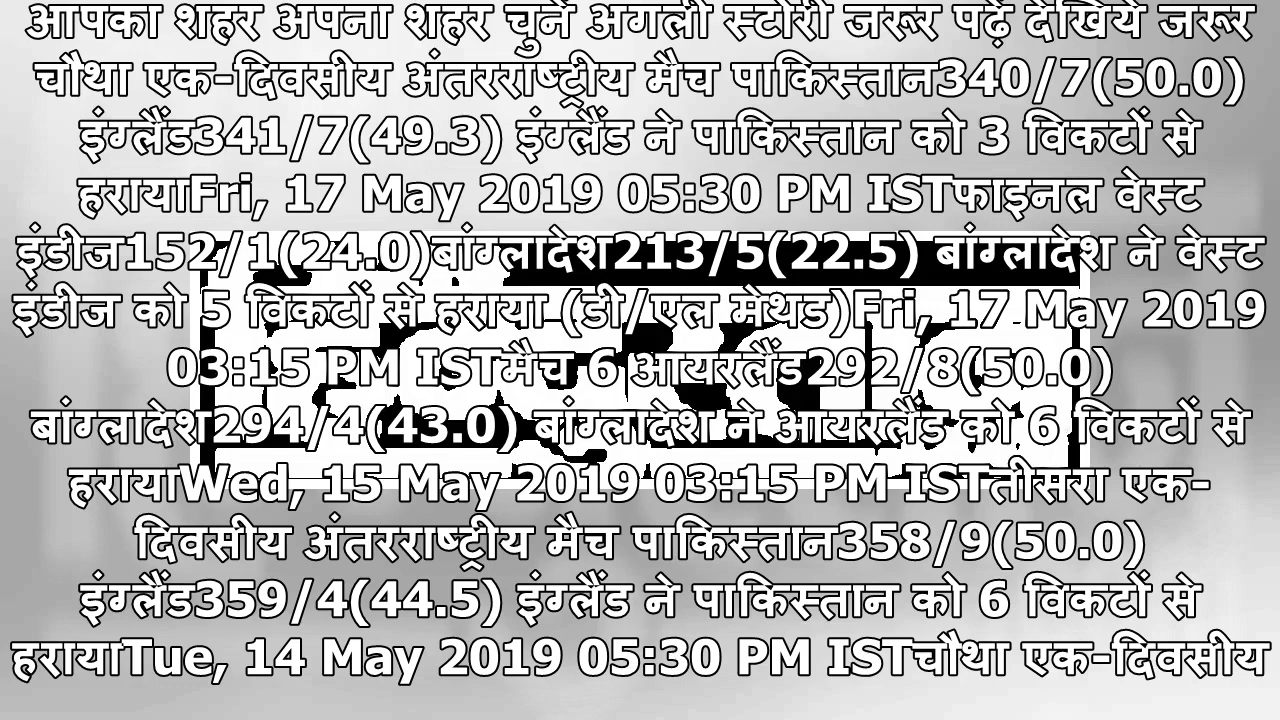 आपका शहर अपना शहर चुनें अगली स्टोरी जरूर पढ़ें देखिये जरूर
चौथा एक-दिवसीय अंतरराष्ट्रीय मैच पाकिस्तान340/7(50.0)
इंग्लैंड341/7(49.3) इंग्लैंड ने पाकिस्तान को 3 विकटों से
हरायाFri, 17 May 2019 05:30 PM ISTफाइनल वेस्ट
इंडीज152/1(24.0)बांग्लादेश213/5(22.5) बांग्लादेश ने वेस्ट
इंडीज को 5 विकटों से हराया (डी/एल मेथड)Fri, 17 May 2019
03:15 PM ISTमैच 6 आयरलैंड292/8(50.0)
बांग्लादेश294/4(43.0) बांग्लादेश ने आयरलैंड को 6 विकटों से
हरायाWed, 15 May 2019 03:15 PM ISTतीसरा एक-
दिवसीय अंतरराष्ट्रीय मैच पाकिस्तान358/9(50.0)
इंग्लैंड359/4(44.5) इंग्लैंड ने पाकिस्तान को 6 विकटों से
हरायाTue, 14 May 2019 05:30 PM ISTचौथा एक-दिवसीय